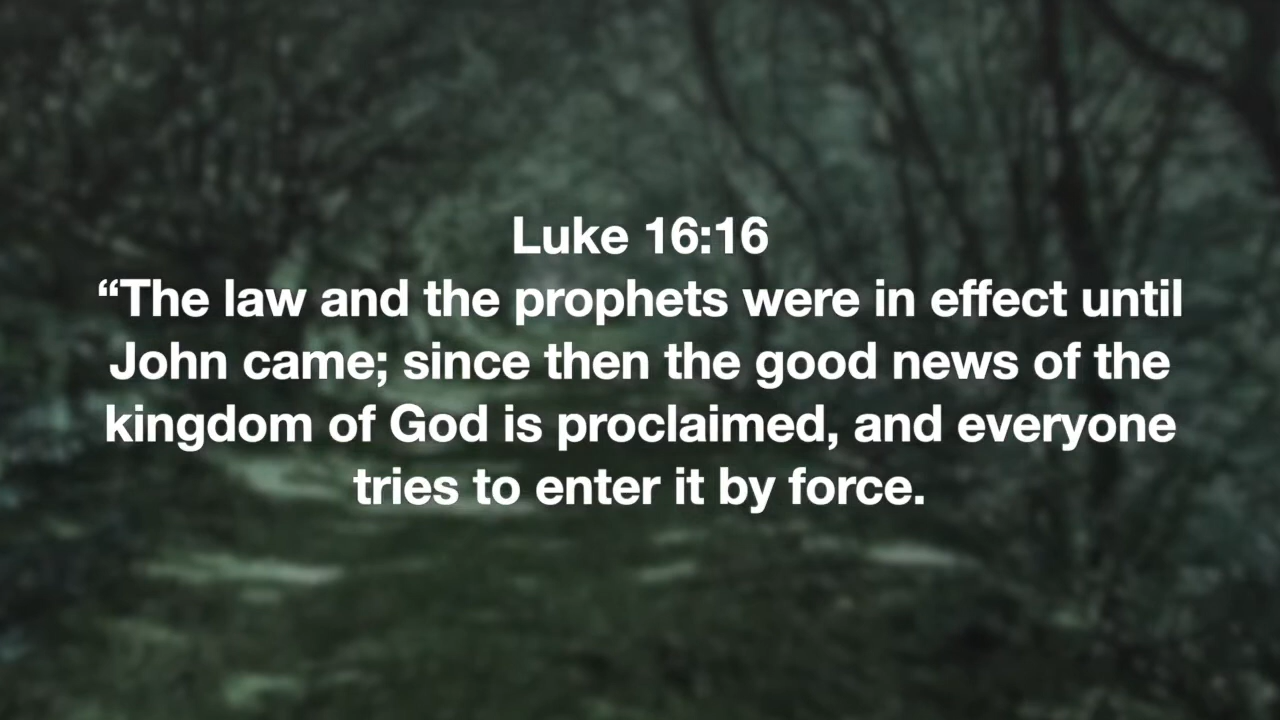 Luke 16:16
“The law and the prophets were in effect until
John came; since then the good news of the
kingdom of God is proclaimed, and everyone
tries to enter it by force.